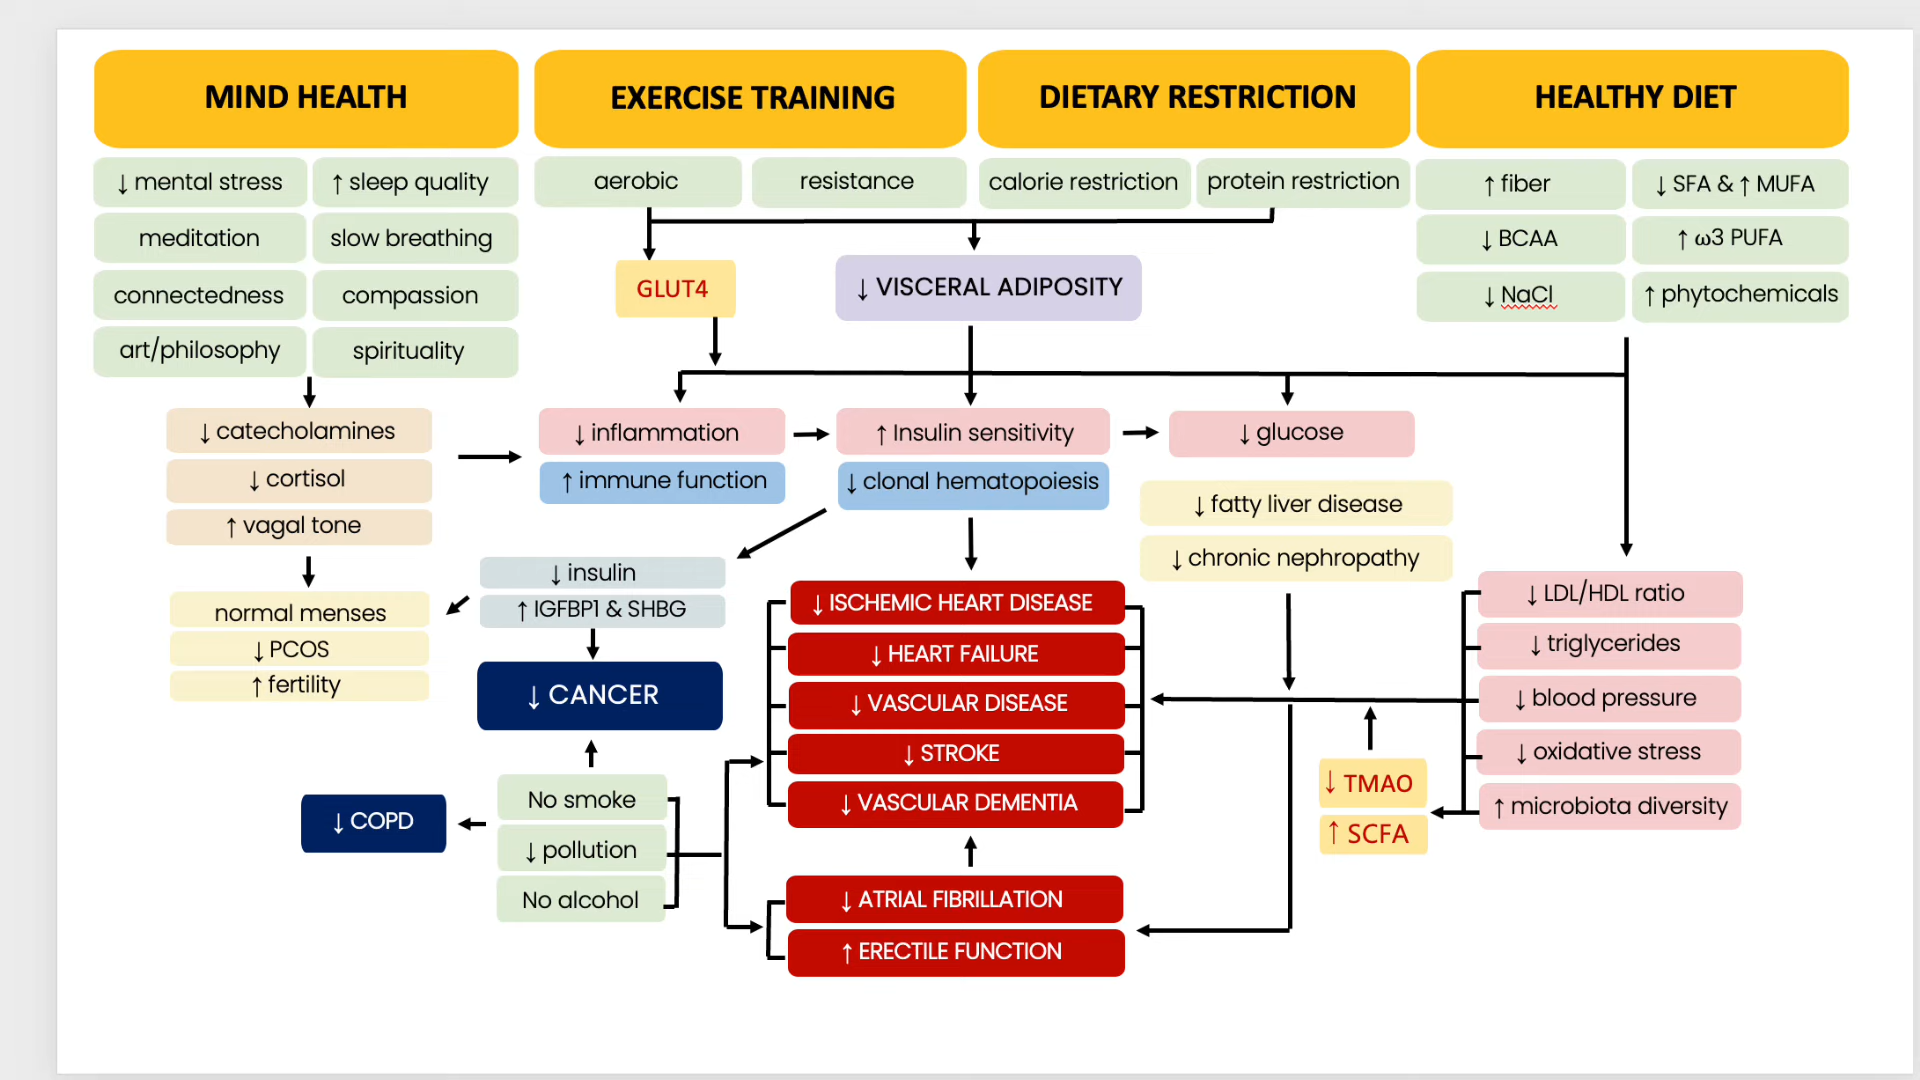 MIND HEALTH
EXERCISE TRAINING
DIETARY RESTRICTION
HEALTHY DIET
↓ mental stress
↑ sleep quality
meditation
slow breathing
connectedness
compassion
art/philosophy
spirituality
aerobic
resistance
calorie restriction
protein restriction
↑ fiber
↓ SFA & ↑ MUFA
↓ BCAA
↑ ω3 PUFA
↓ NaCl
↑ phytochemicals
GLUT4
↓ VISCERAL ADIPOSITY
↓ catecholamines
↓ cortisol
↑ vagal tone
↓ inflammation
↑ immune function
↑ Insulin sensitivity
↓ clonal hematopoiesis
↓ glucose
↓ fatty liver disease
↓ chronic nephropathy
normal menses
↓ PCOS
↑ fertility
↓ insulin
↑ IGFBP1 & SHBG
↓ CANCER
↓ ISCHEMIC HEART DISEASE
↓ HEART FAILURE
↓ VASCULAR DISEASE
↓ STROKE
↓ VASCULAR DEMENTIA
↓ LDL/HDL ratio
↓ triglycerides
↓ blood pressure
↓ oxidative stress
↑ microbiota diversity
↓ TMAO
↑ SCFA
↓ COPD
No smoke
↓ pollution
No alcohol
↓ ATRIAL FIBRILLATION
↑ ERECTILE FUNCTION